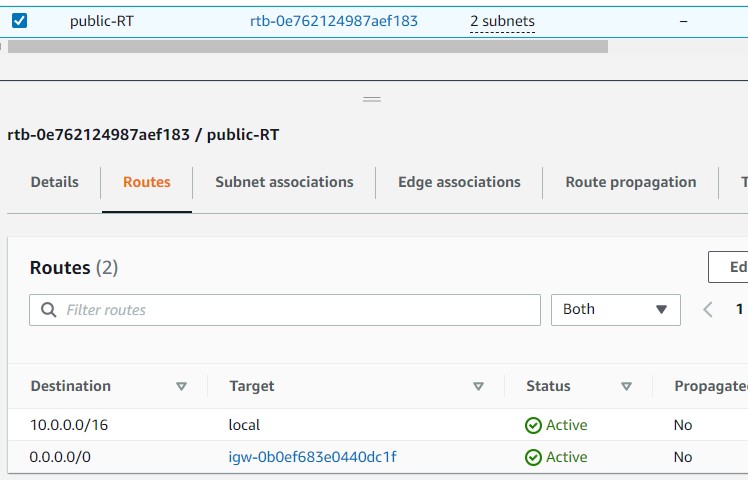 public-RT rtb-0e762124987aef183 2 subnets –
rtb-0e762124987aef183 / public-RT
Details Routes Subnet associations Edge associations Route propagation T
Routes (2) Ed
Filter routes Both 1
Destination Target Status Propagate
10.0.0.0/16 local Active No
0.0.0.0/0 igw-0b0ef683e0440dc1f Active No